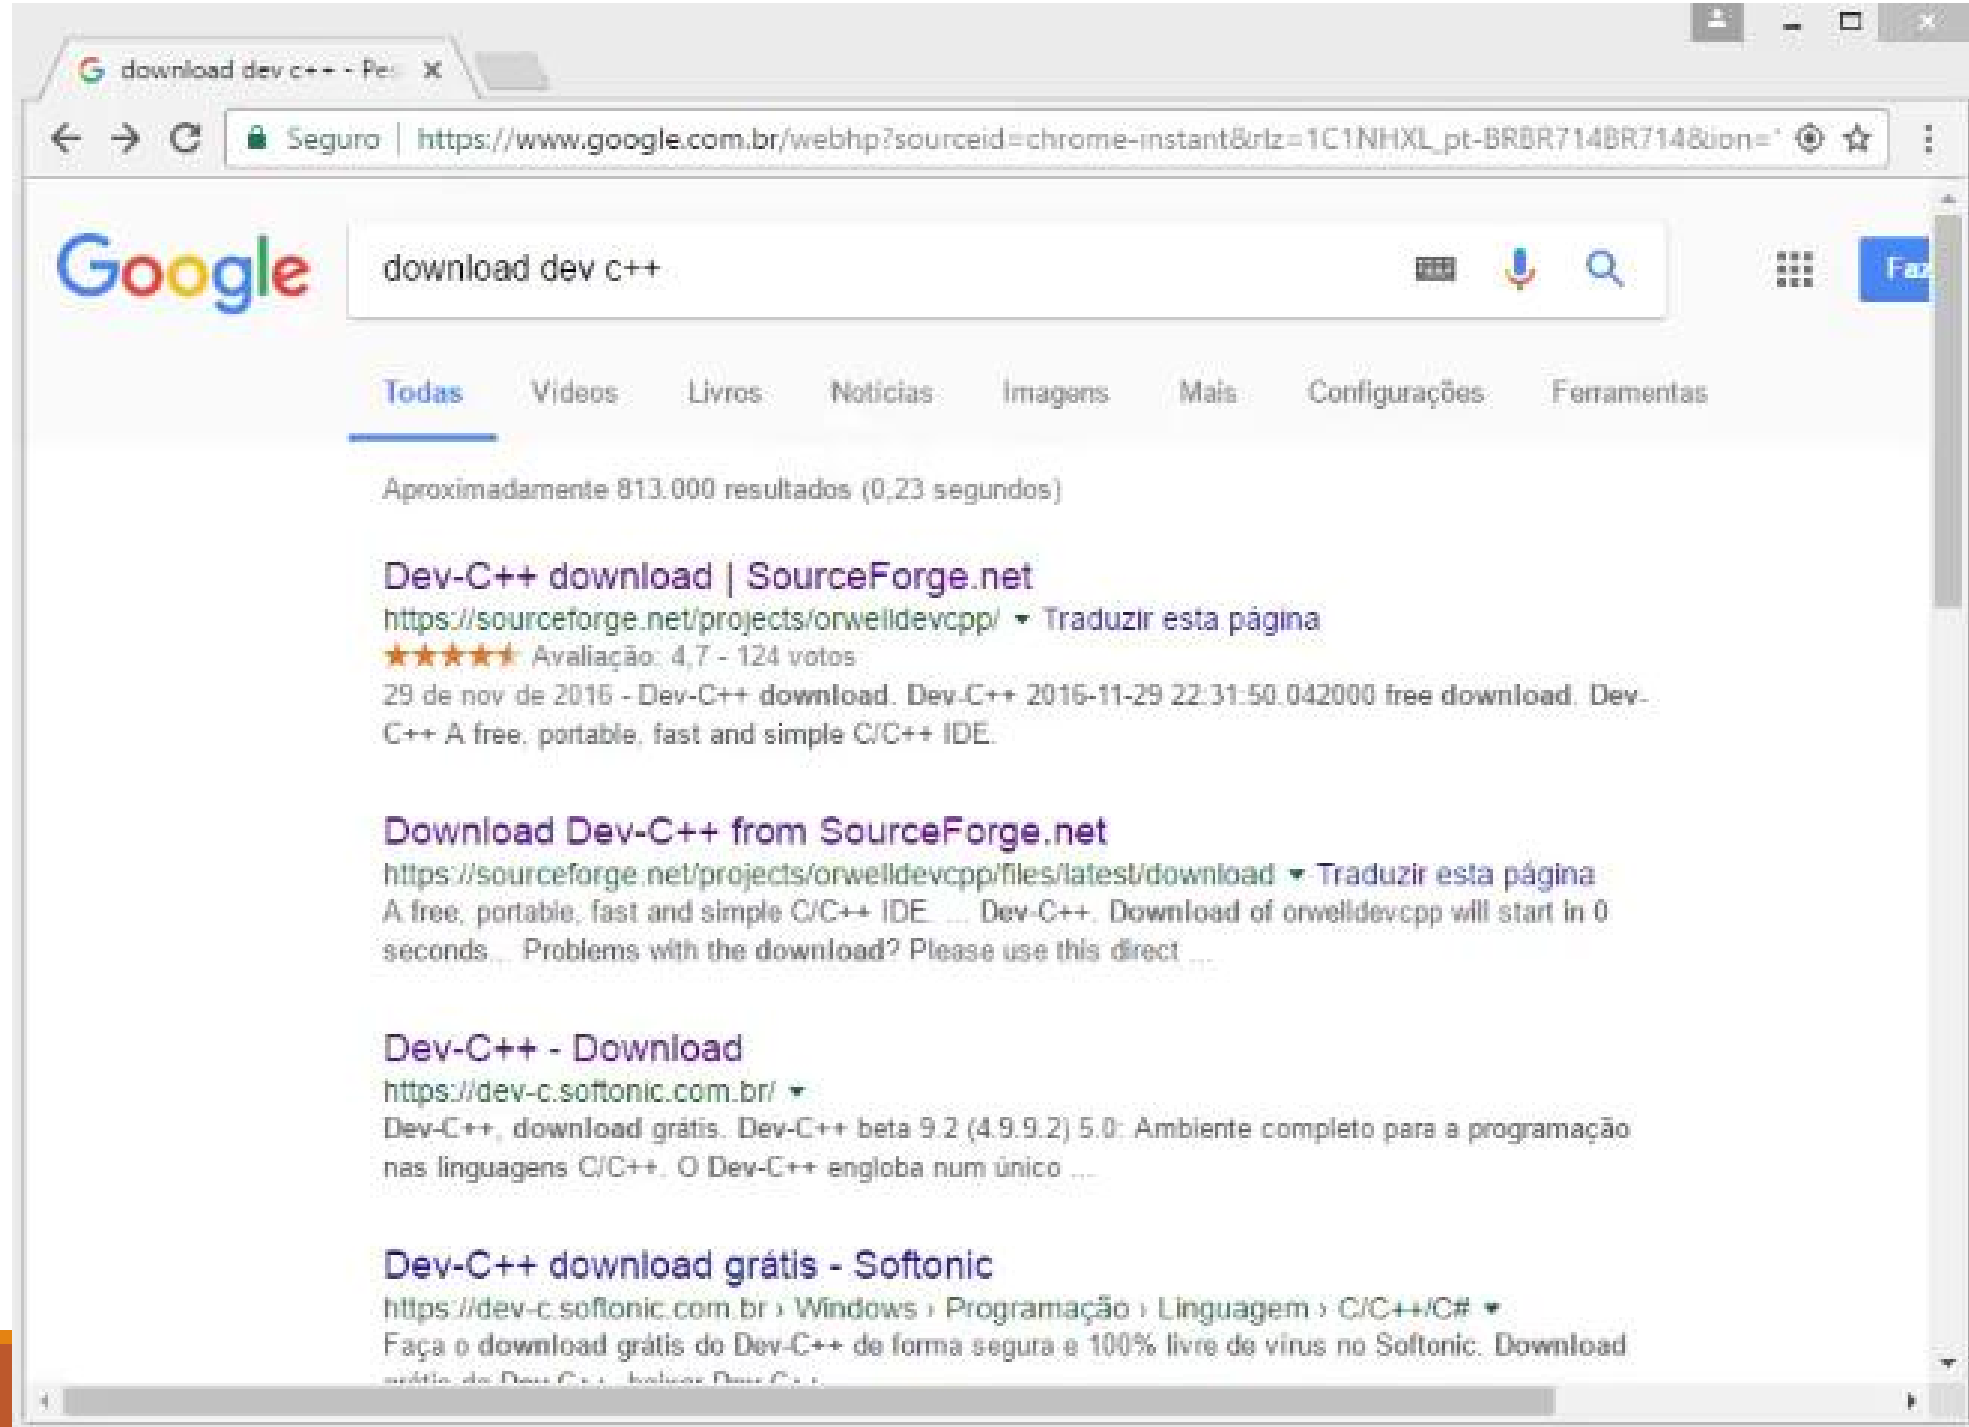 download dev c++ - Pes
Seguro | https://www.google.com.br/webhp?sourceid=chrome-instant&rlz=1C1NHXL_pt-BRBR714BR714&ion=
Google
download dev c++
Faz
Todas Vídeos Livros Notícias Imagens Mais Configurações Ferramentas
Aproximadamente 813.000 resultados (0,23 segundos)
Dev-C++ download | SourceForge.net
https://sourceforge.net/projects/orwelldevcpp/ Traduzir esta página
Avaliação: 4,7 - 124 votos
29 de nov de 2016 - Dev-C++ download. Dev-C++ 2016-11-29 22:31:50.042000 free download. Dev-
C++ A free, portable, fast and simple C/C++ IDE.
Download Dev-C++ from SourceForge.net
https://sourceforge.net/projects/orwelldevcpp/files/latest/download Traduzir esta página
A free, portable, fast and simple C/C++ IDE. ... Dev-C++. Download of orwelldevcpp will start in 0
seconds... Problems with the download? Please use this direct ...
Dev-C++ - Download
https://dev-c.softonic.com.br/
Dev-C++, download grátis. Dev-C++ beta 9.2 (4.9.9.2) 5.0: Ambiente completo para a programação
nas linguagens C/C++. O Dev-C++ engloba num único ...
Dev-C++ download grátis - Softonic
https://dev-c.softonic.com.br › Windows › Programação › Linguagem › C/C++/C#
Faça o download grátis do Dev-C++ de forma segura e 100% livre de vírus no Softonic. Download
grátis do Dev-C++, baixar Dev-C++